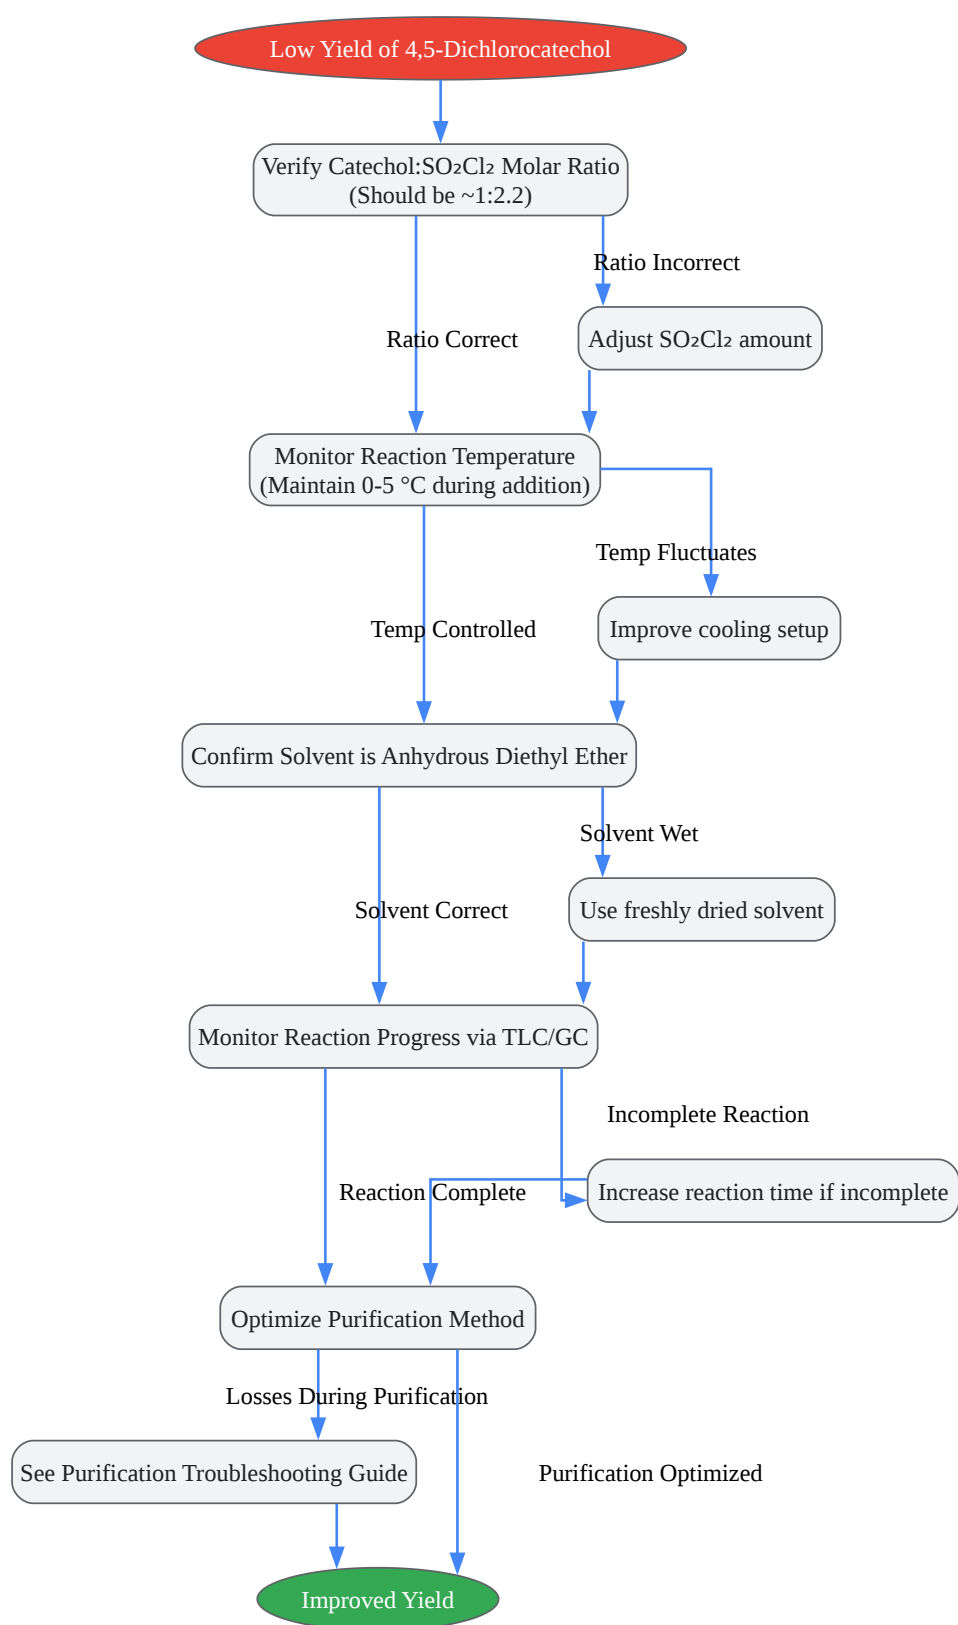 Low Yield of 4,5-Dichlorocatechol
Verify Catechol:SO₂Cl₂ Molar Ratio
(Should be ~1:2.2)
Ratio Incorrect
Ratio Correct
Adjust SO₂Cl₂ amount
Monitor Reaction Temperature
(Maintain 0-5 °C during addition)
Temp Fluctuates
Temp Controlled
Improve cooling setup
Confirm Solvent is Anhydrous Diethyl Ether
Solvent Wet
Solvent Correct
Use freshly dried solvent
Monitor Reaction Progress via TLC/GC
Incomplete Reaction
Reaction Complete
Increase reaction time if incomplete
Optimize Purification Method
Losses During Purification
See Purification Troubleshooting Guide
Purification Optimized
Improved Yield